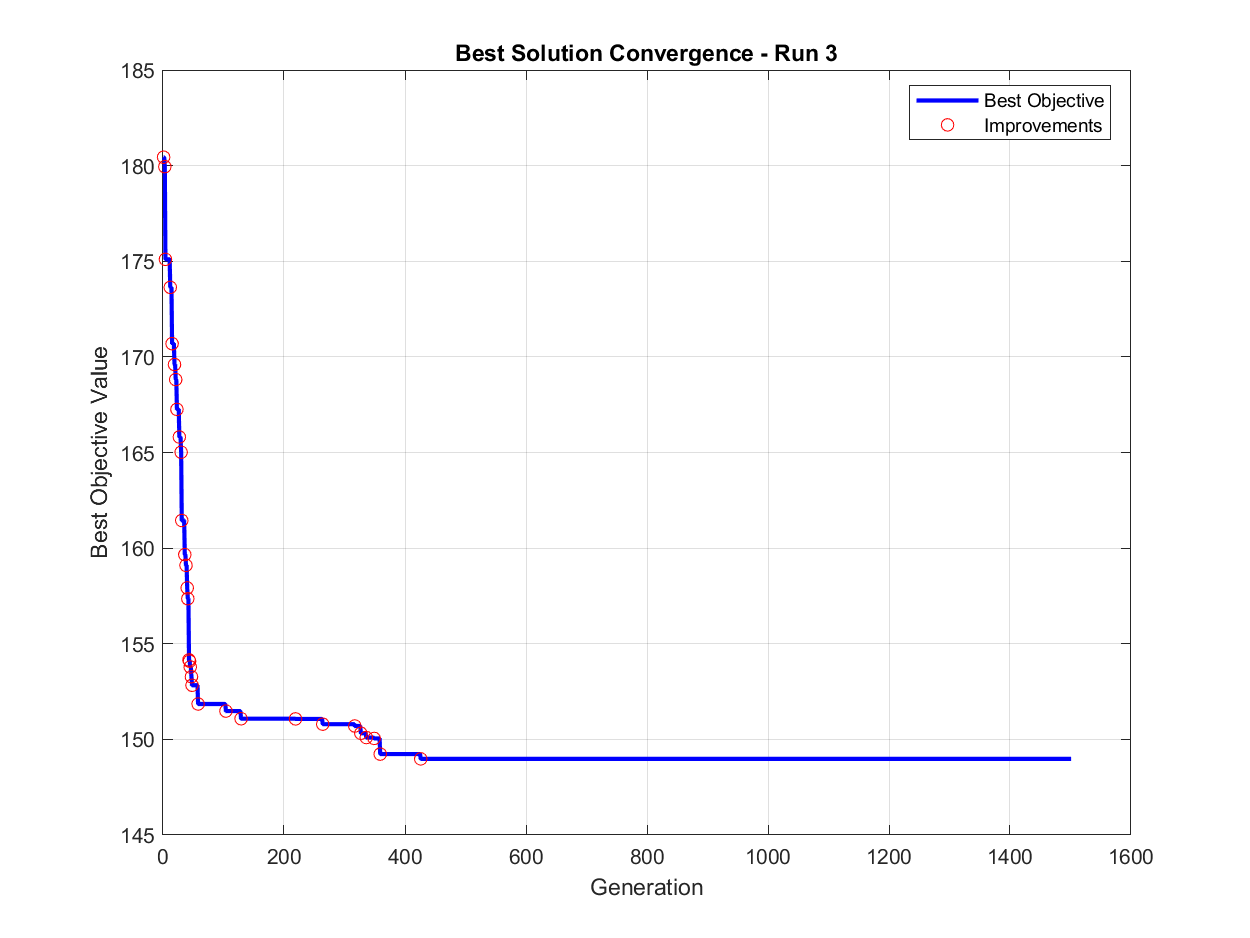 Best Solution Convergence - Run 3
185
180
175
170
165
160
155
150
145
Best Objective Value
Best Objective
Improvements
0 200 400 600 800 1000 1200 1400 1600
Generation